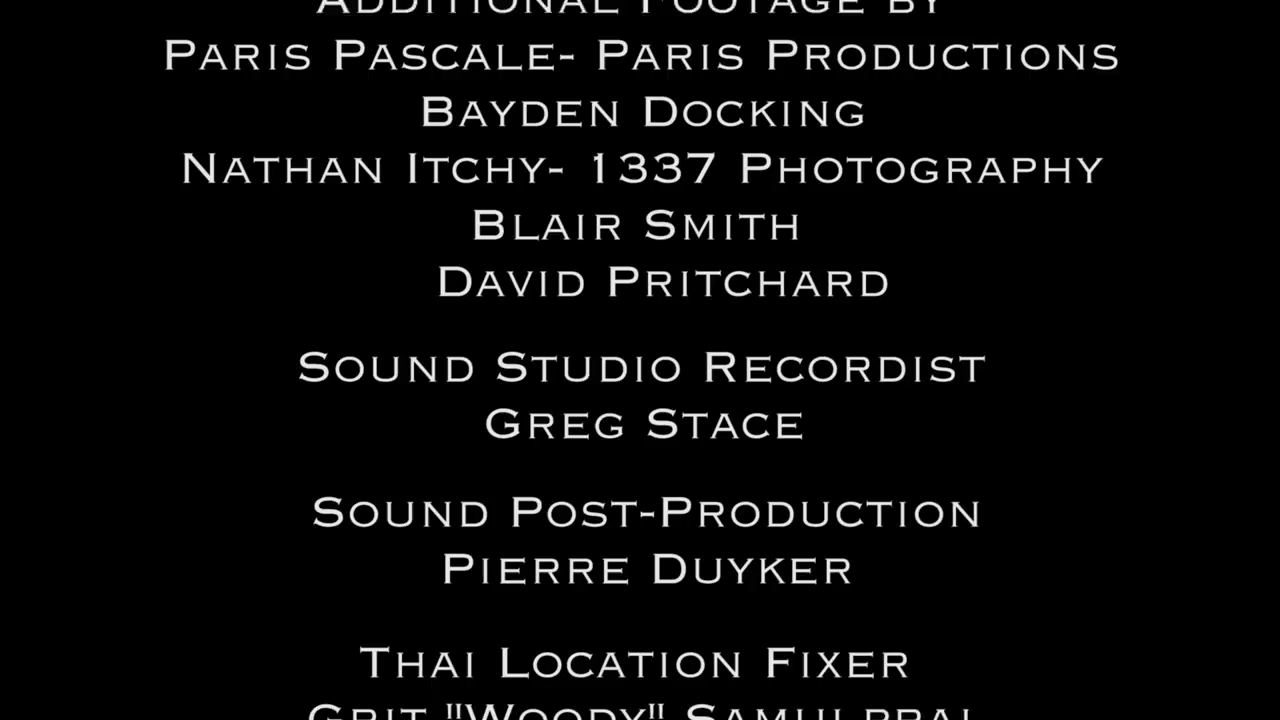 Additional Footage by
Paris Pascale- Paris Productions
Bayden Docking
Nathan Itchy- 1337 Photography
Blair Smith
David Pritchard
Sound Studio Recordist
Greg Stace
Sound Post-Production
Pierre Duyker
Thai Location Fixer
Grit "Woody"